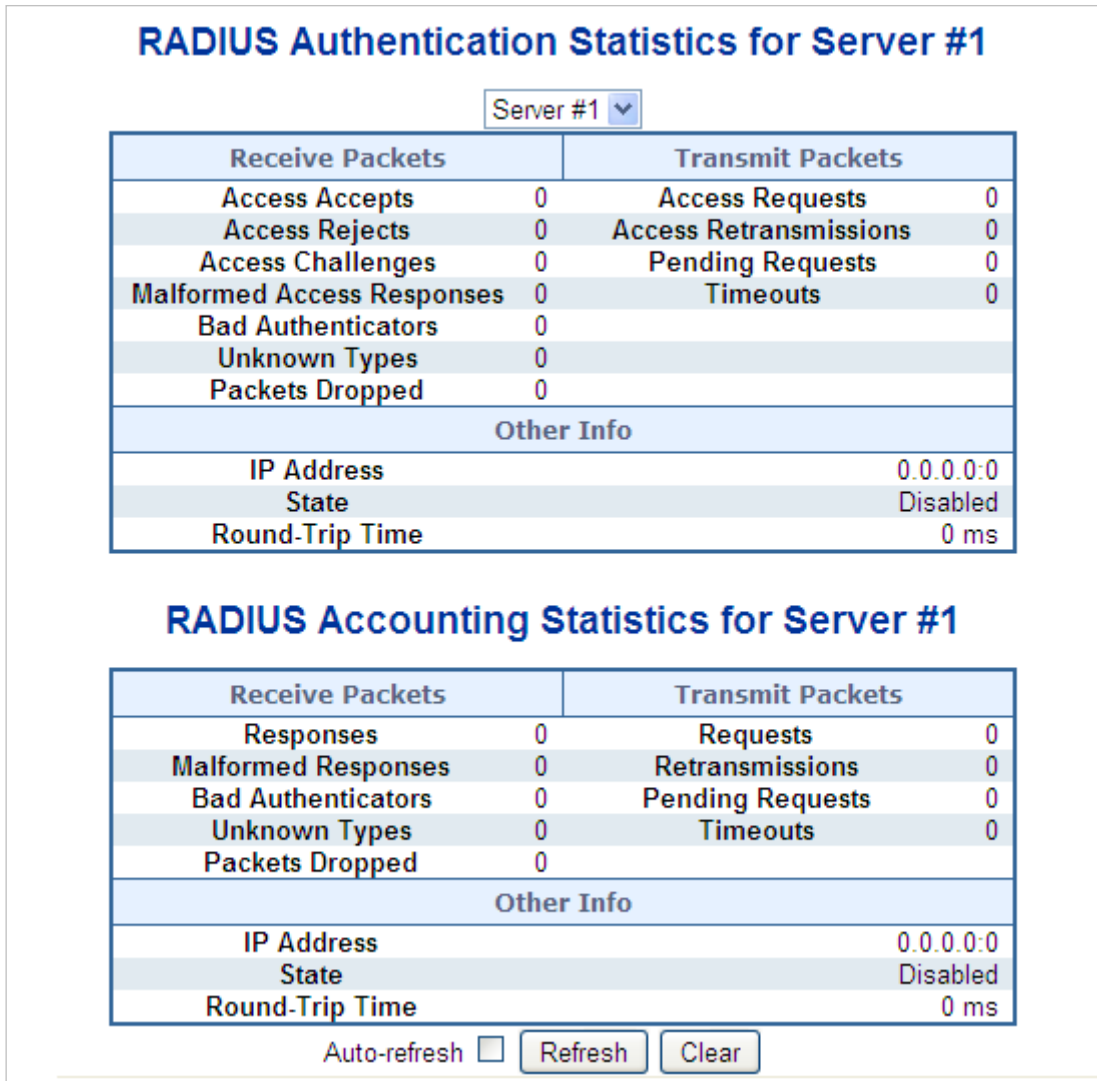 RADIUS Authentication Statistics for Server #1
Server #1
Receive Packets Transmit Packets
Access Accepts 0 Access Requests 0
Access Rejects 0 Access Retransmissions 0
Access Challenges 0 Pending Requests 0
Malformed Access Responses 0 Timeouts 0
Bad Authenticators 0
Unknown Types 0
Packets Dropped 0
Other Info
IP Address 0.0.0.0:0
State Disabled
Round-Trip Time 0 ms
RADIUS Accounting Statistics for Server #1
Receive Packets Transmit Packets
Responses 0 Requests 0
Malformed Responses 0 Retransmissions 0
Bad Authenticators 0 Pending Requests 0
Unknown Types 0 Timeouts 0
Packets Dropped 0
Other Info
IP Address 0.0.0.0:0
State Disabled
Round-Trip Time 0 ms
Auto-refresh Refresh Clear